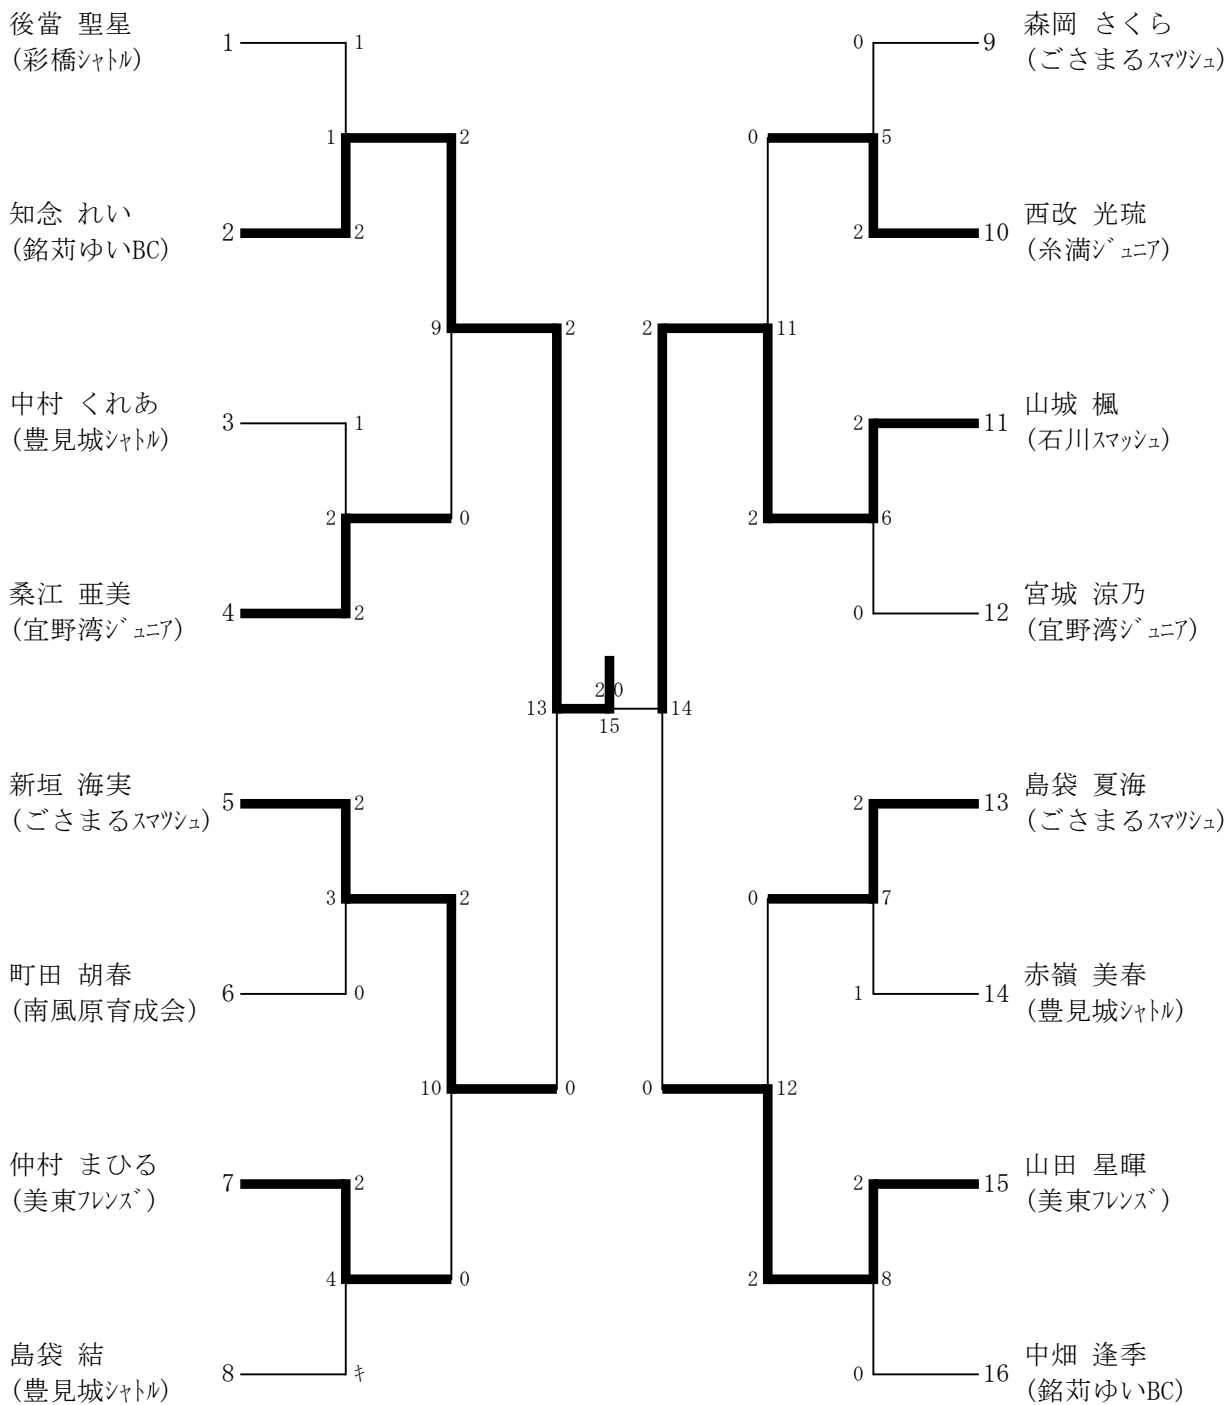 後當 聖星
(彩橋ｼｬﾄﾙ)
1
1
1
2
知念 れい
(銘苅ゆいBC)
2
2
9
2
中村 くれあ
(豊見城ｼｬﾄﾙ)
3
1
2
0
桑江 亜美
(宜野湾ｼﾞｭﾆｱ)
4
2
13
2 0
15
14
新垣 海実
(ごさまるｽﾏﾂｼｭ)
5
2
3
2
町田 胡春
(南風原育成会)
6
0
10
0
仲村 まひる
(美東ﾌﾚﾝｽﾞ)
7
2
4
0
島袋 結
(豊見城ｼｬﾄﾙ)
8
ｷ
0
9
森岡 さくら
(ごさまるｽﾏﾂｼｭ)
0
5
2
10
西改 光琉
(糸満ｼﾞｭﾆｱ)
2
11
2
11
山城 楓
(石川ｽﾏｯｼｭ)
2
6
0
12
宮城 涼乃
(宜野湾ｼﾞｭﾆｱ)
2
13
島袋 夏海
(ごさまるｽﾏﾂｼｭ)
0
7
1
14
赤嶺 美春
(豊見城ｼｬﾄﾙ)
0
12
2
15
山田 星暉
(美東ﾌﾚﾝｽﾞ)
2
8
0
16
中畑 逢季
(銘苅ゆいBC)